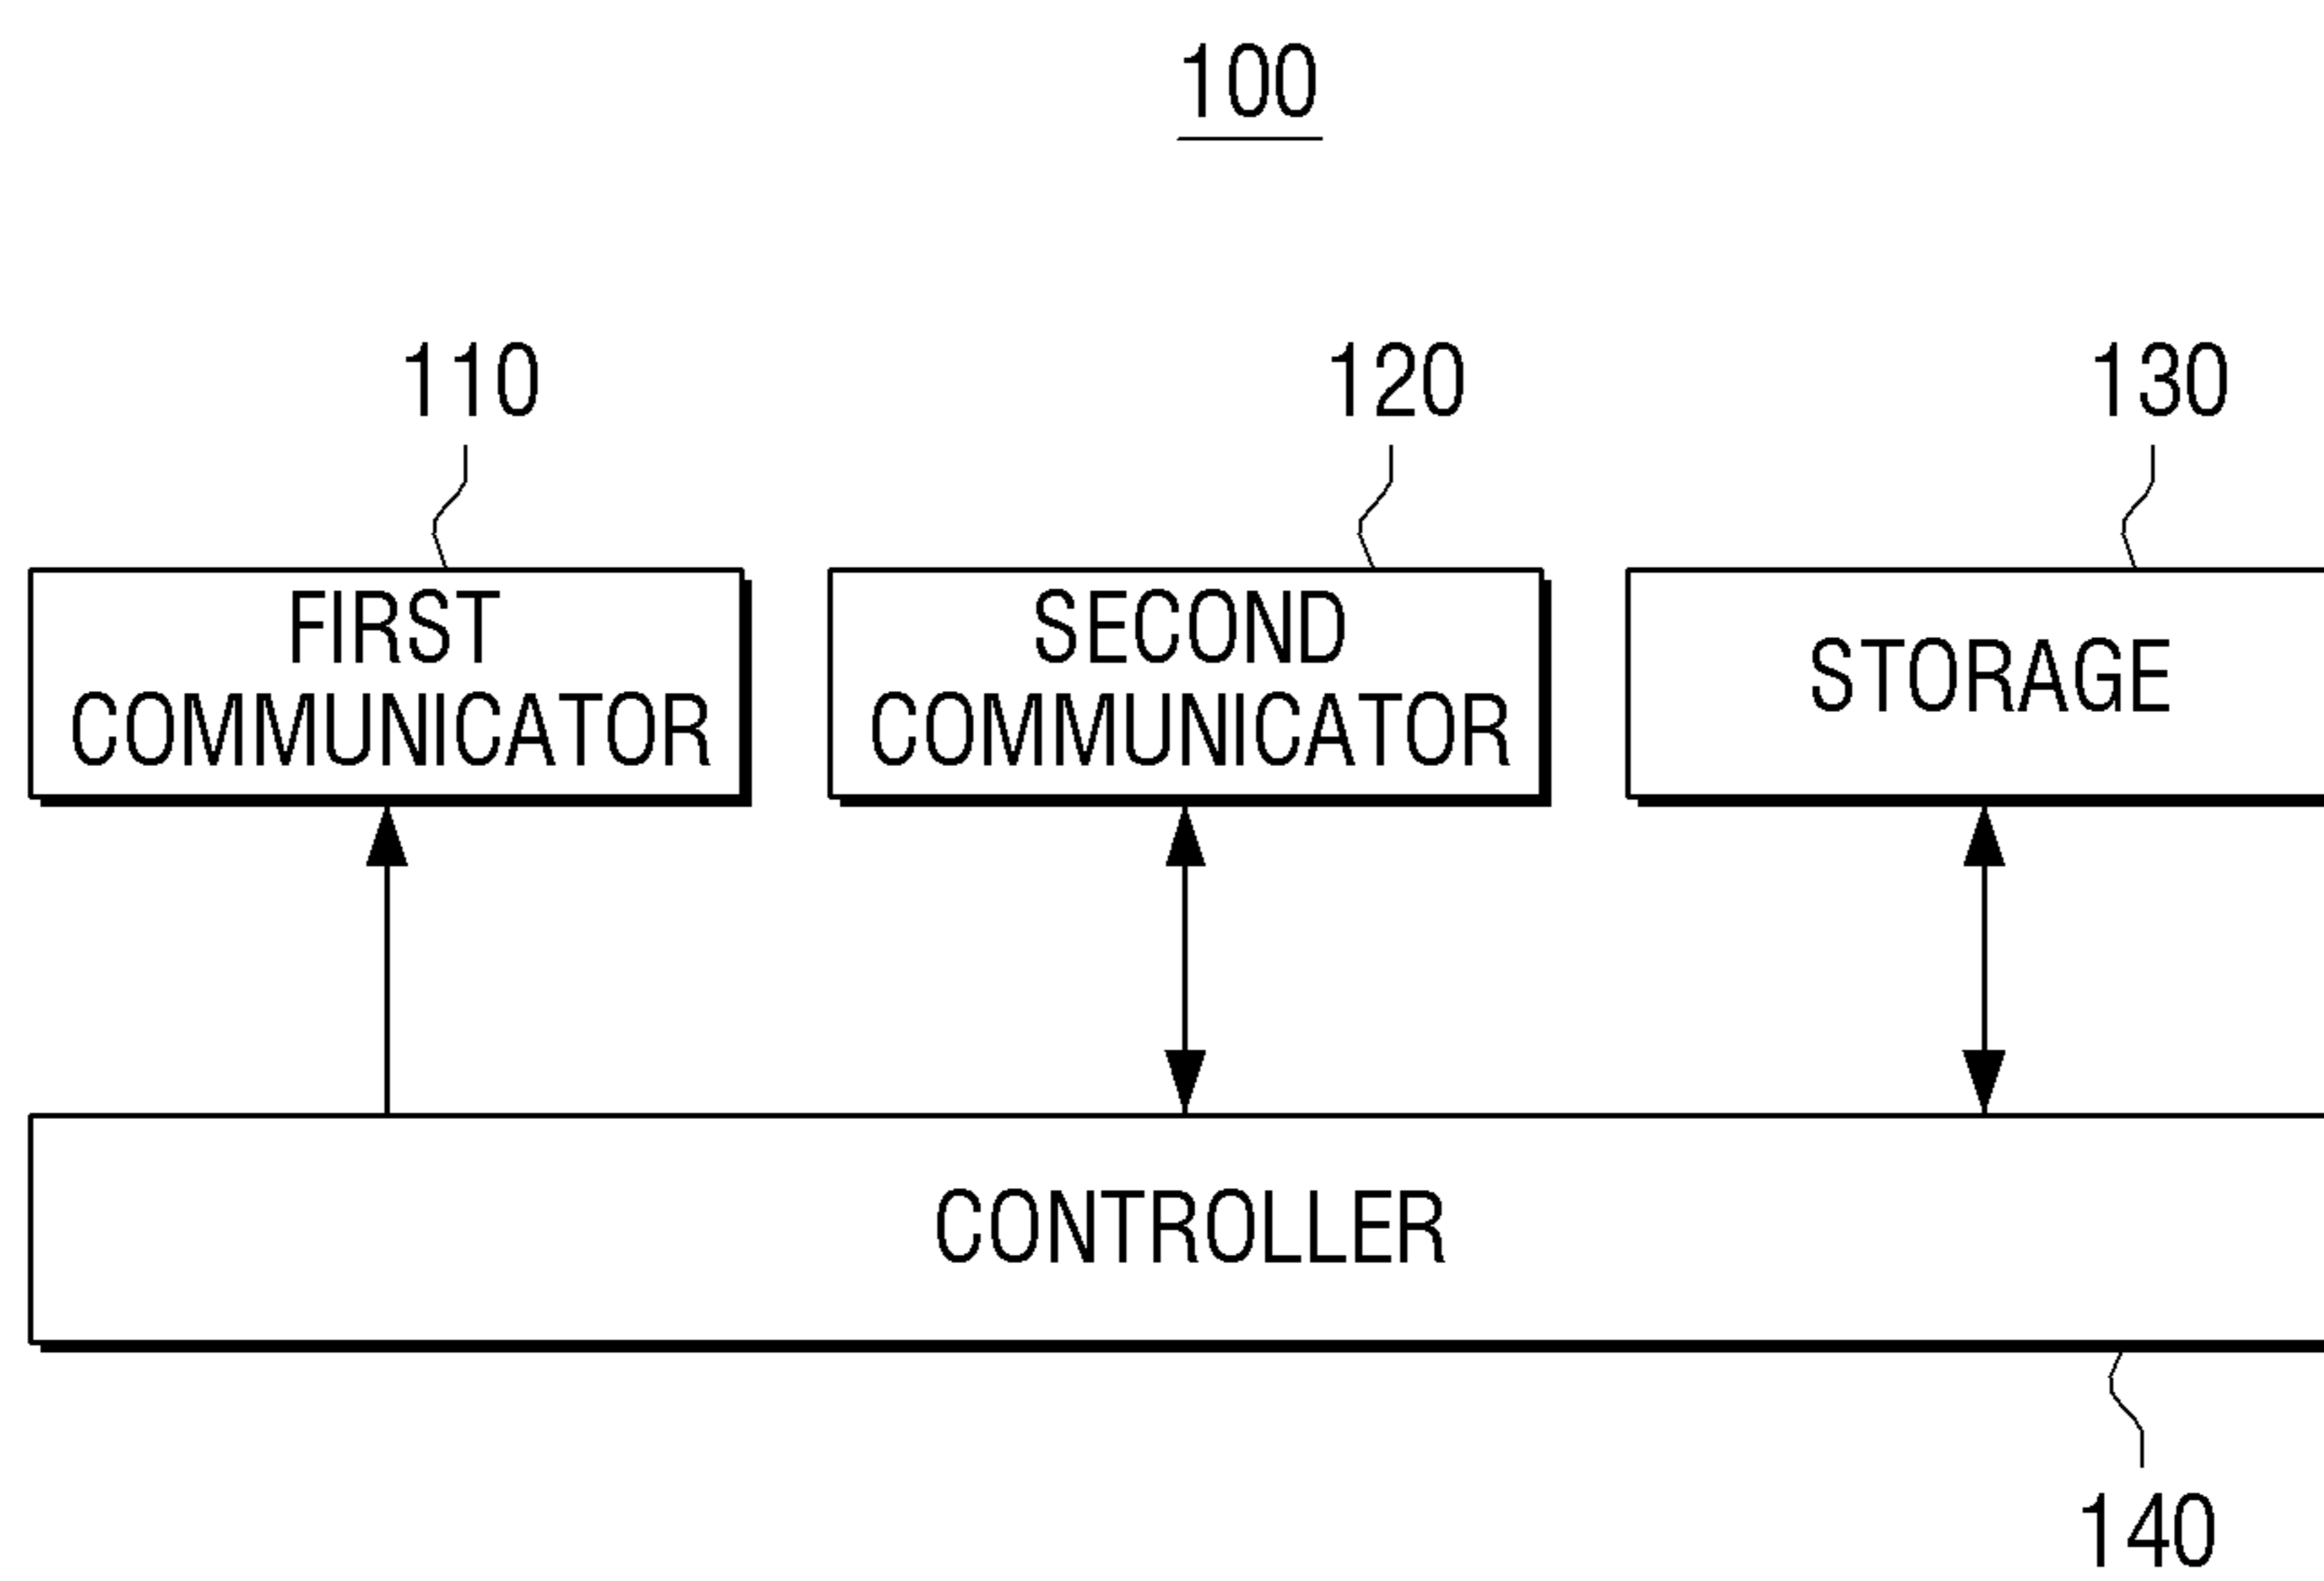 100
110
120
130
FIRST
COMMUNICATOR
SECOND
COMMUNICATOR
STORAGE
CONTROLLER
140